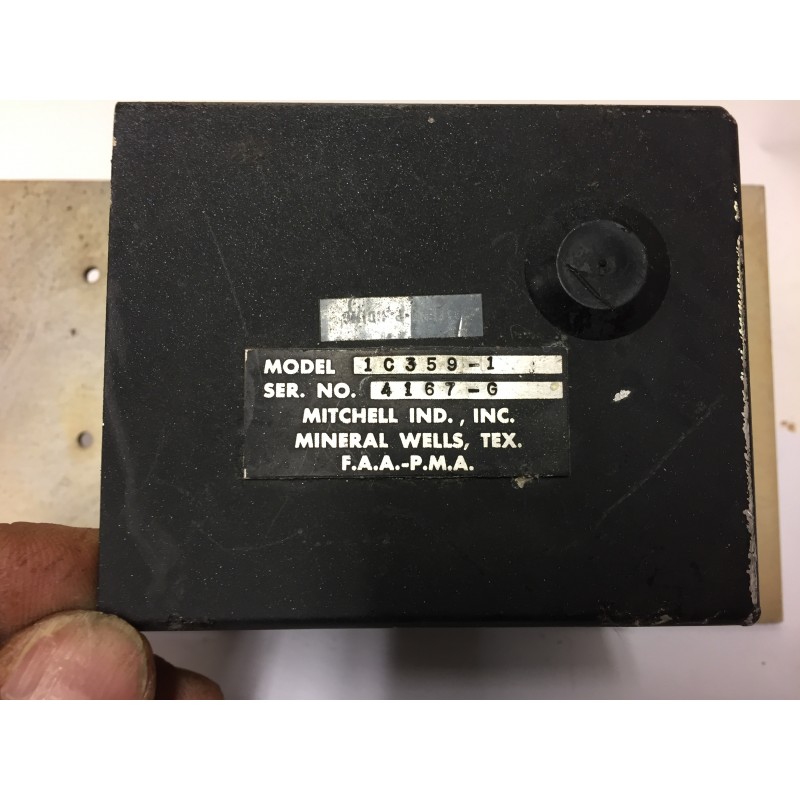 MODEL 1C359-1
SER. NO. 4167-G
MITCHELL IND., INC.
MINERAL WELLS, TEX.
F.A.A.-P.M.A.